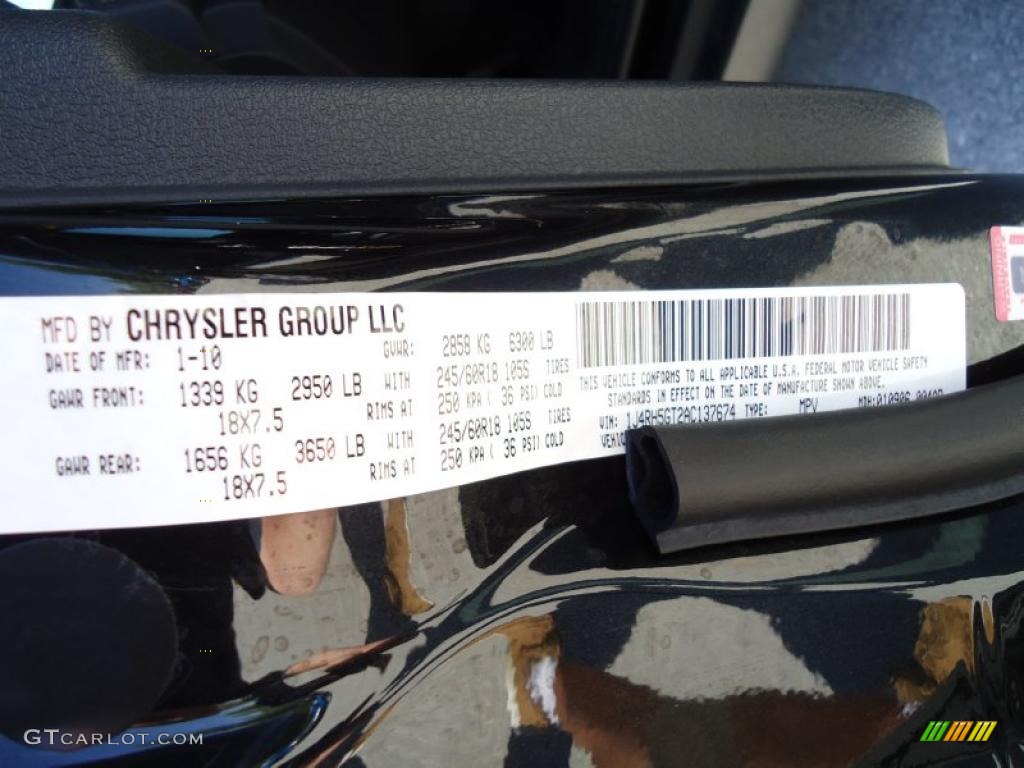 MFD BY CHRYSLER GROUP LLC
DATE OF MFR: 1-10 GVWR: 2858 KG 6300 LB
GAWR FRONT: 1339 KG 2950 LB WITH 245/60R18 105S TIRES
18X7.5 RIMS AT 250 KPA ( 36 PSI) COLD
GAWR REAR: 1656 KG 3650 LB WITH 245/60R18 105S TIRES
18X7.5 RIMS AT 250 KPA ( 36 PSI) COLD
THIS VEHICLE CONFORMS TO ALL APPLICABLE U.S.A. FEDERAL MOTOR VEHICLE SAFETY
STANDARDS IN EFFECT ON THE DATE OF MANUFACTURE SHOWN ABOVE.
VIN: 1J4RH5GT2AC137674 TYPE: MPV MDH:010906
VEHIC
GTCARLOT.COM